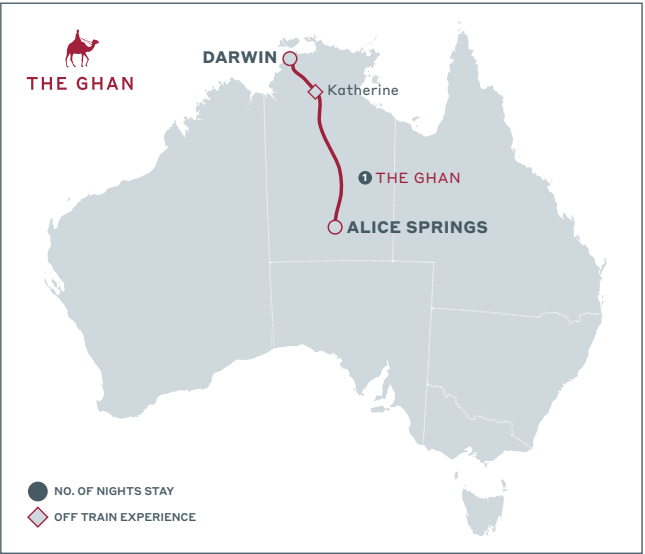 THE GHAN
DARWIN
Katherine
1 THE GHAN
ALICE SPRINGS
NO. OF NIGHTS STAY
OFF TRAIN EXPERIENCE